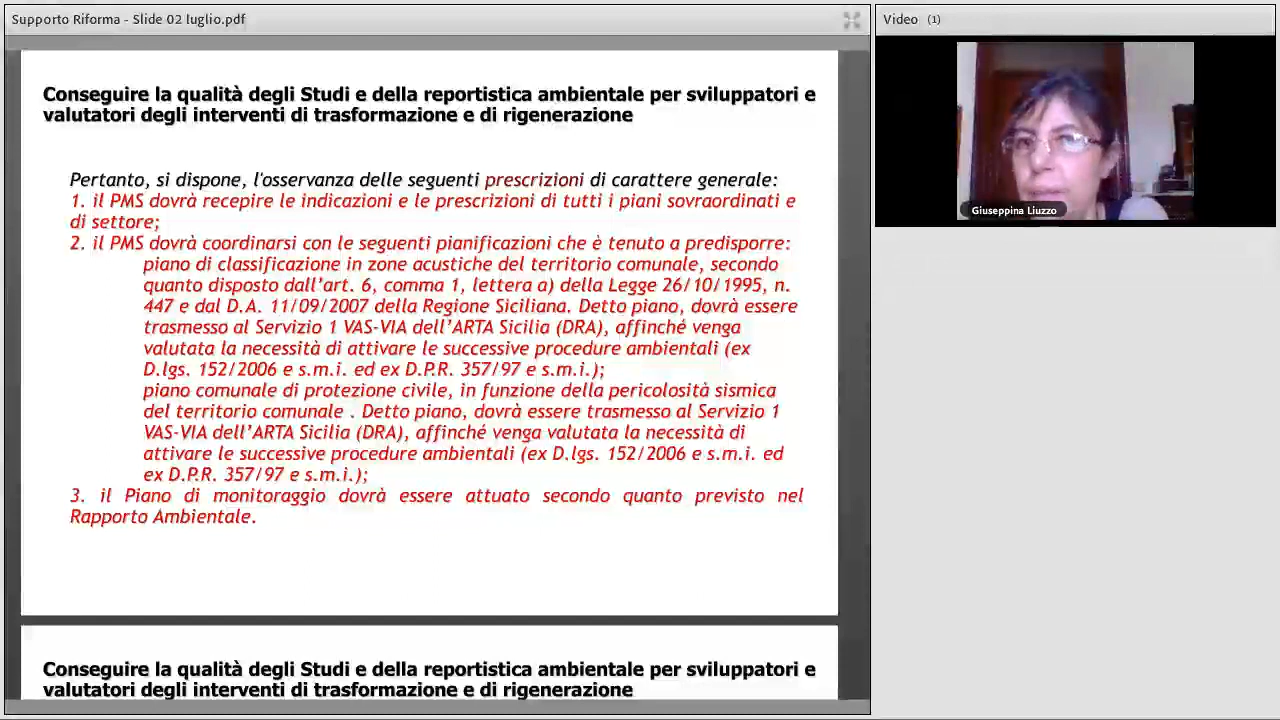 Supporto Riforma - Slide 02 luglio.pdf
Video (1)
Giuseppina Liuzzo
Conseguire la qualità degli Studi e della reportistica ambientale per sviluppatori e
valutatori degli interventi di trasformazione e di rigenerazione
Pertanto, si dispone, l'osservanza delle seguenti prescrizioni di carattere generale:
1. il PMS dovrà recepire le indicazioni e le prescrizioni di tutti i piani sovraordinati e
di settore;
2. il PMS dovrà coordinarsi con le seguenti pianificazioni che è tenuto a predisporre:
piano di classificazione in zone acustiche del territorio comunale, secondo
quanto disposto dall’art. 6, comma 1, lettera a) della Legge 26/10/1995, n.
447 e dal D.A. 11/09/2007 della Regione Siciliana. Detto piano, dovrà essere
trasmesso al Servizio 1 VAS-VIA dell’ARTA Sicilia (DRA), affinché venga
valutata la necessità di attivare le successive procedure ambientali (ex
D.lgs. 152/2006 e s.m.i. ed ex D.P.R. 357/97 e s.m.i.);
piano comunale di protezione civile, in funzione della pericolosità sismica
del territorio comunale . Detto piano, dovrà essere trasmesso al Servizio 1
VAS-VIA dell’ARTA Sicilia (DRA), affinché venga valutata la necessità di
attivare le successive procedure ambientali (ex D.lgs. 152/2006 e s.m.i. ed
ex D.P.R. 357/97 e s.m.i.);
3. il Piano di monitoraggio dovrà essere attuato secondo quanto previsto nel
Rapporto Ambientale.
Conseguire la qualità degli Studi e della reportistica ambientale per sviluppatori e
valutatori degli interventi di trasformazione e di rigenerazione